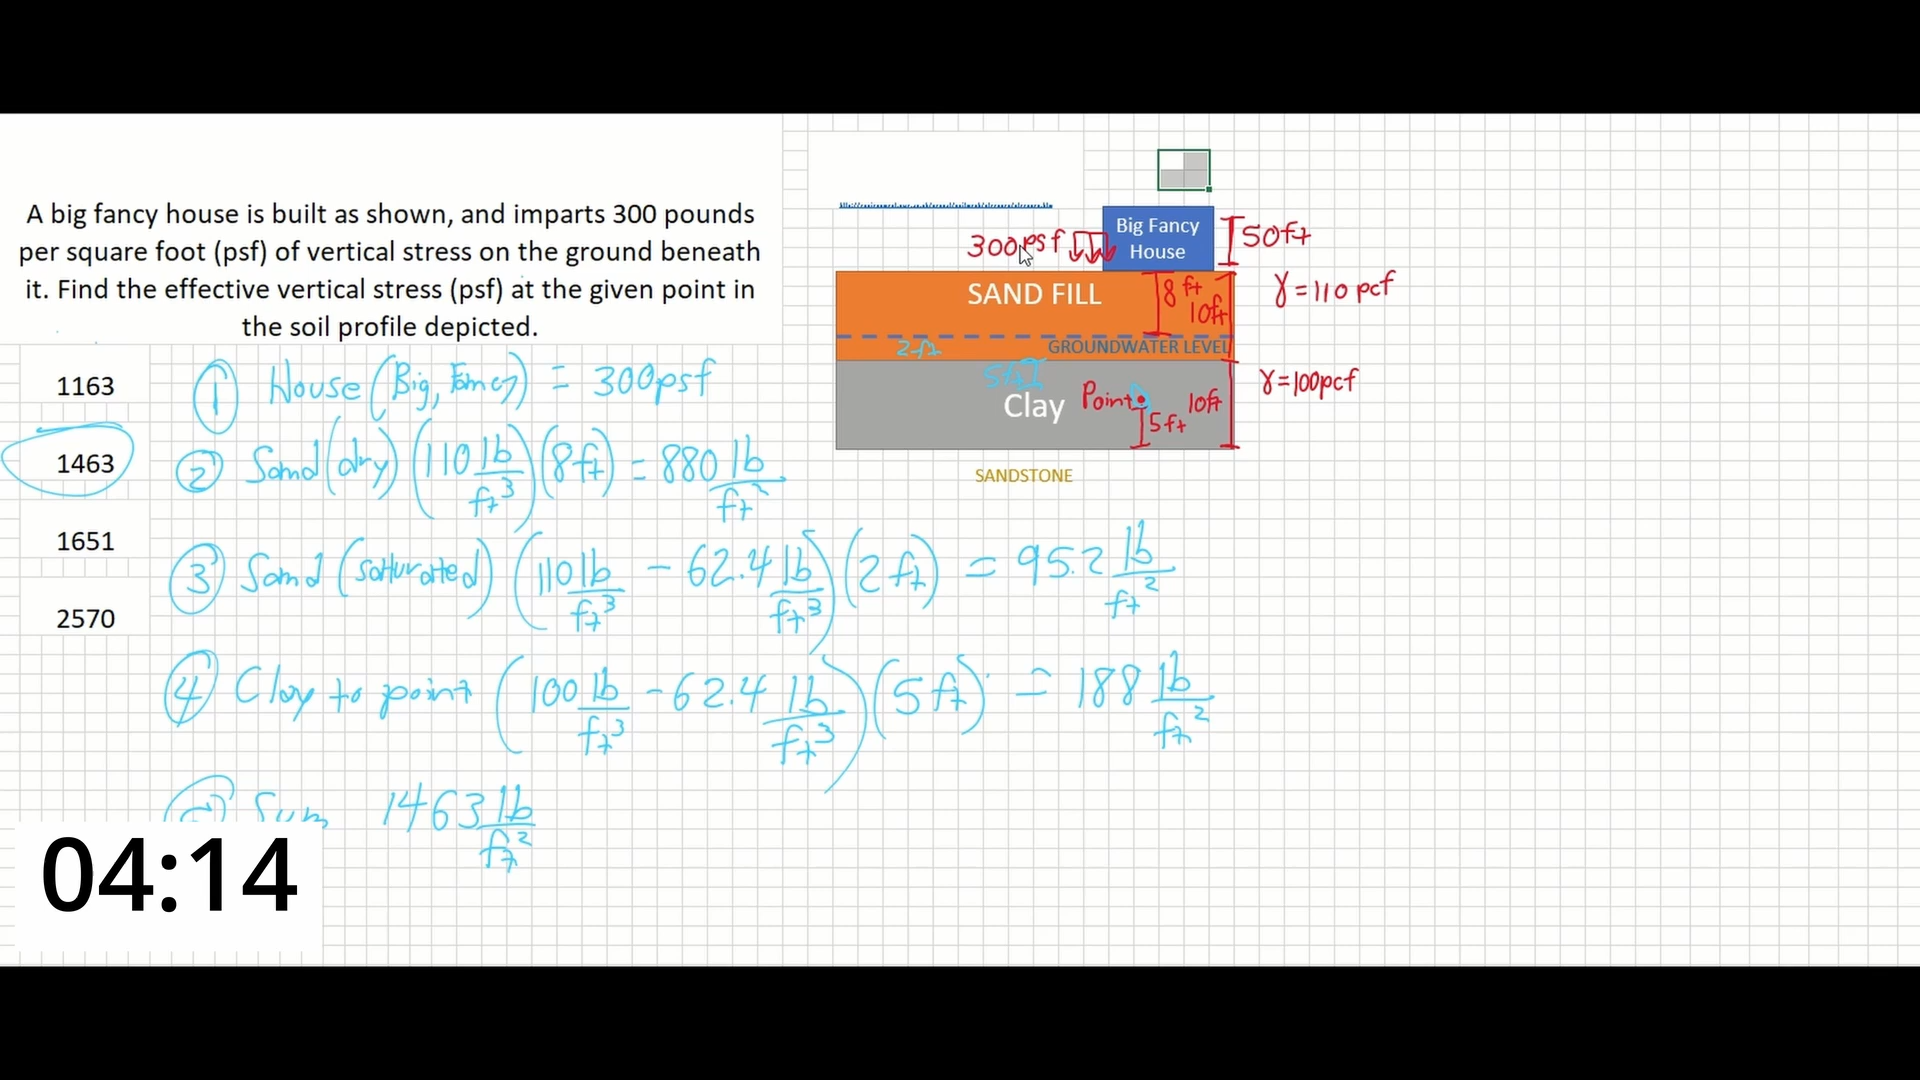 A big fancy house is built as shown, and imparts 300 pounds
per square foot (psf) of vertical stress on the ground beneath
it. Find the effective vertical stress (psf) at the given point in
the soil profile depicted.
1163
1463
1651
2570
① House (Big, Fancy) = 300psf
② Sand (dry) (110 lb/ft³)(8ft) = 880 lb/ft²
③ Sand (saturated) (110 lb/ft³ - 62.4 lb/ft³)(2ft) = 95.2 lb/ft²
④ Clay to point (100 lb/ft³ - 62.4 lb/ft³)(5ft) = 188 lb/ft²
Sum 1463 lb/ft²
04:14
Big Fancy
House
50ft
300psf
SAND FILL
8ft
10ft
γ=110 pcf
2ft
GROUNDWATER LEVEL
5ft
Clay
Point
5ft
10ft
γ=100pcf
SANDSTONE